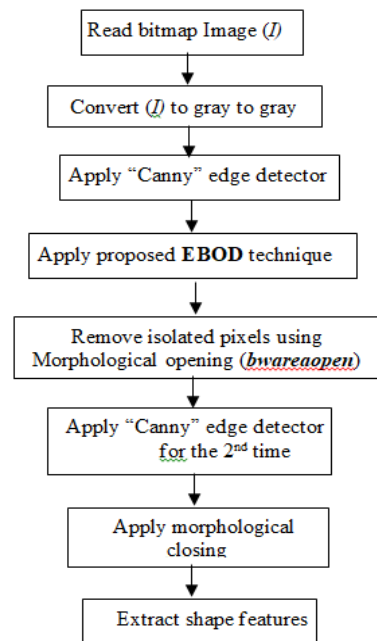 Read bitmap Image (I)
Convert (I) to gray to gray
Apply “Canny” edge detector
Apply proposed EBOD technique
Remove isolated pixels using
Morphological opening (bwareaopen)
Apply “Canny” edge detector
for the 2nd time
Apply morphological
closing
Extract shape features